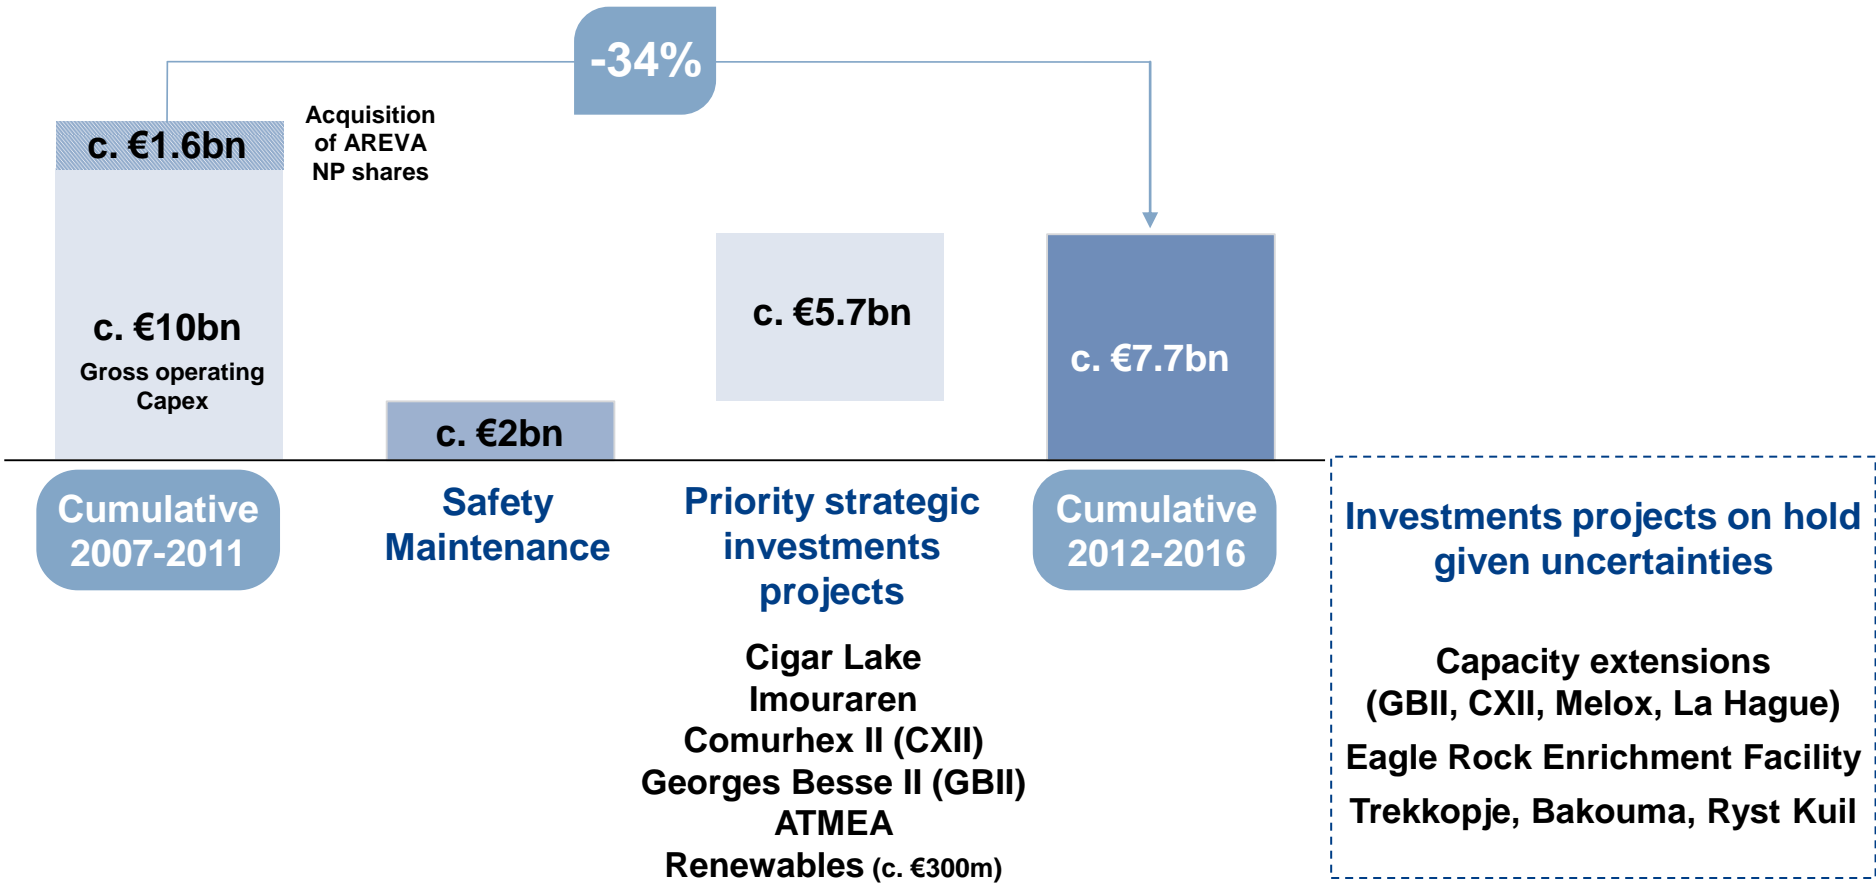 -34%
c. €1.6bn
Acquisition
of AREVA
NP shares
c. €10bn
Gross operating
Capex
c. €2bn
c. €5.7bn
c. €7.7bn
Cumulative
2007-2011
Safety
Maintenance
Priority strategic
investments
projects
Cigar Lake
Imouraren
Comurhex II (CXII)
Georges Besse II (GBII)
ATMEA
Renewables (c. €300m)
Cumulative
2012-2016
Investments projects on hold
given uncertainties
Capacity extensions
(GBII, CXII, Melox, La Hague)
Eagle Rock Enrichment Facility
Trekkopje, Bakouma, Ryst Kuil